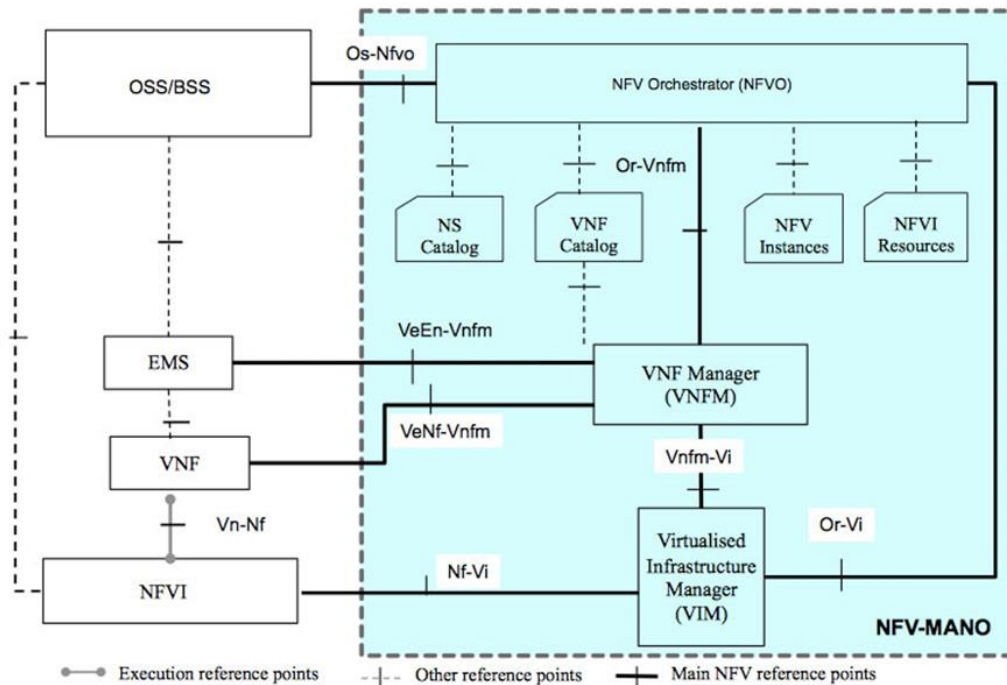 Os-Nfvo
OSS/BSS
NFV Orchestrator (NFVO)
Or-Vnfm
NS
Catalog
VNF
Catalog
NFV
Instances
NFVI
Resources
VeEn-Vnfm
EMS
VNF Manager
(VNFM)
VeNf-Vnfm
VNF
Vnfm-Vi
Vn-Nf
Or-Vi
Virtualised
Infrastructure
Manager
(VIM)
Nf-Vi
NFVI
NFV-MANO
Execution reference points
Other reference points
Main NFV reference points